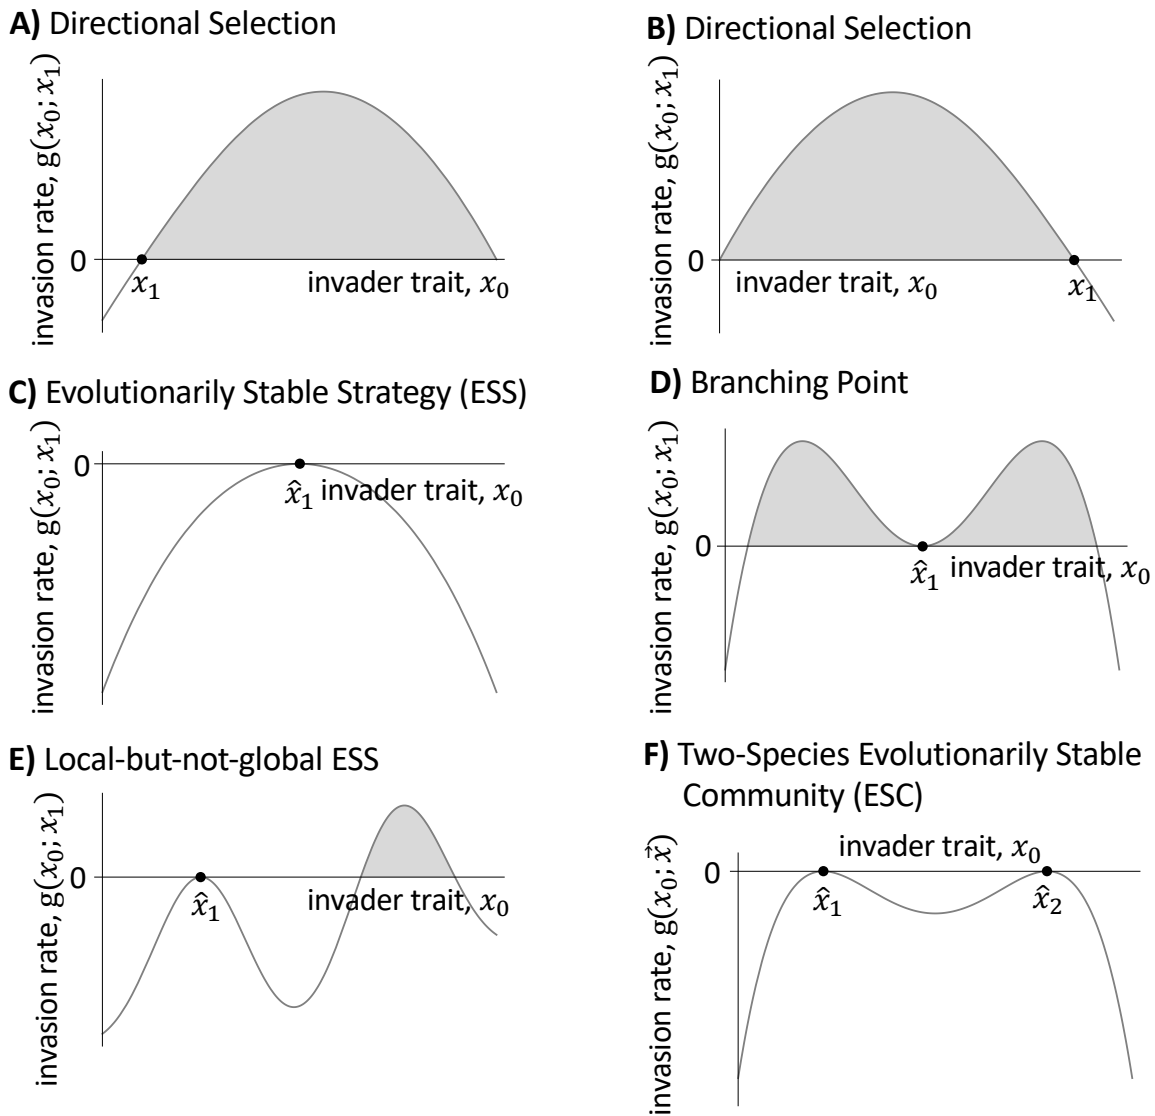 A) Directional Selection
invasion rate, g(x₀; x₁)
0
x₁
invader trait, x₀
B) Directional Selection
invasion rate, g(x₀; x₁)
0
invader trait, x₀
x₁
C) Evolutionarily Stable Strategy (ESS)
invasion rate, g(x₀; x₁)
0
x̂₁ invader trait, x₀
D) Branching Point
invasion rate, g(x₀; x₁)
0
x̂₁ invader trait, x₀
E) Local-but-not-global ESS
invasion rate, g(x₀; x₁)
0
x̂₁
invader trait, x₀
F) Two-Species Evolutionarily Stable
Community (ESC)
invasion rate, g(x₀; x⃗)
invader trait, x₀
0
x̂₁
x̂₂